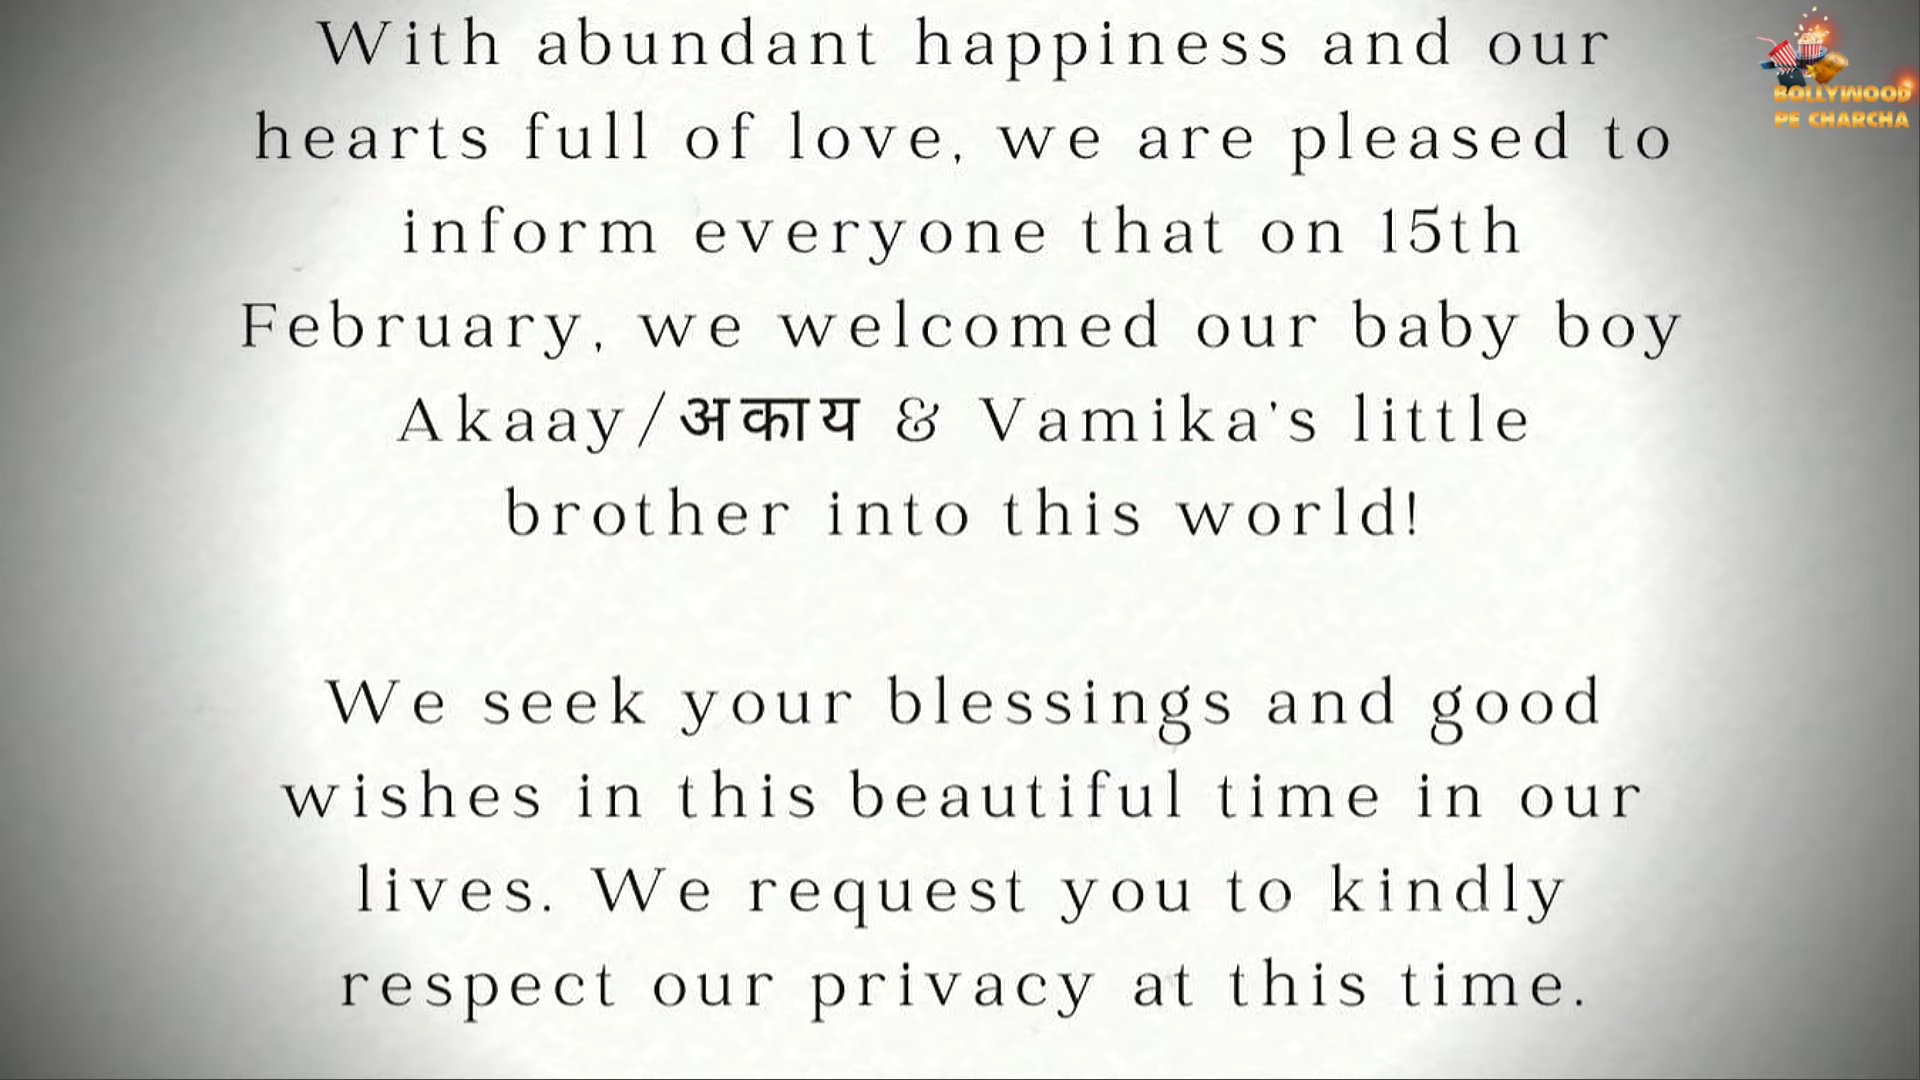 With abundant happiness and our
hearts full of love, we are pleased to
inform everyone that on 15th
February, we welcomed our baby boy
Akaay/अकाय & Vamika's little
brother into this world!
We seek your blessings and good
wishes in this beautiful time in our
lives. We request you to kindly
respect our privacy at this time.
BOLLYWOOD
PE CHARCHA